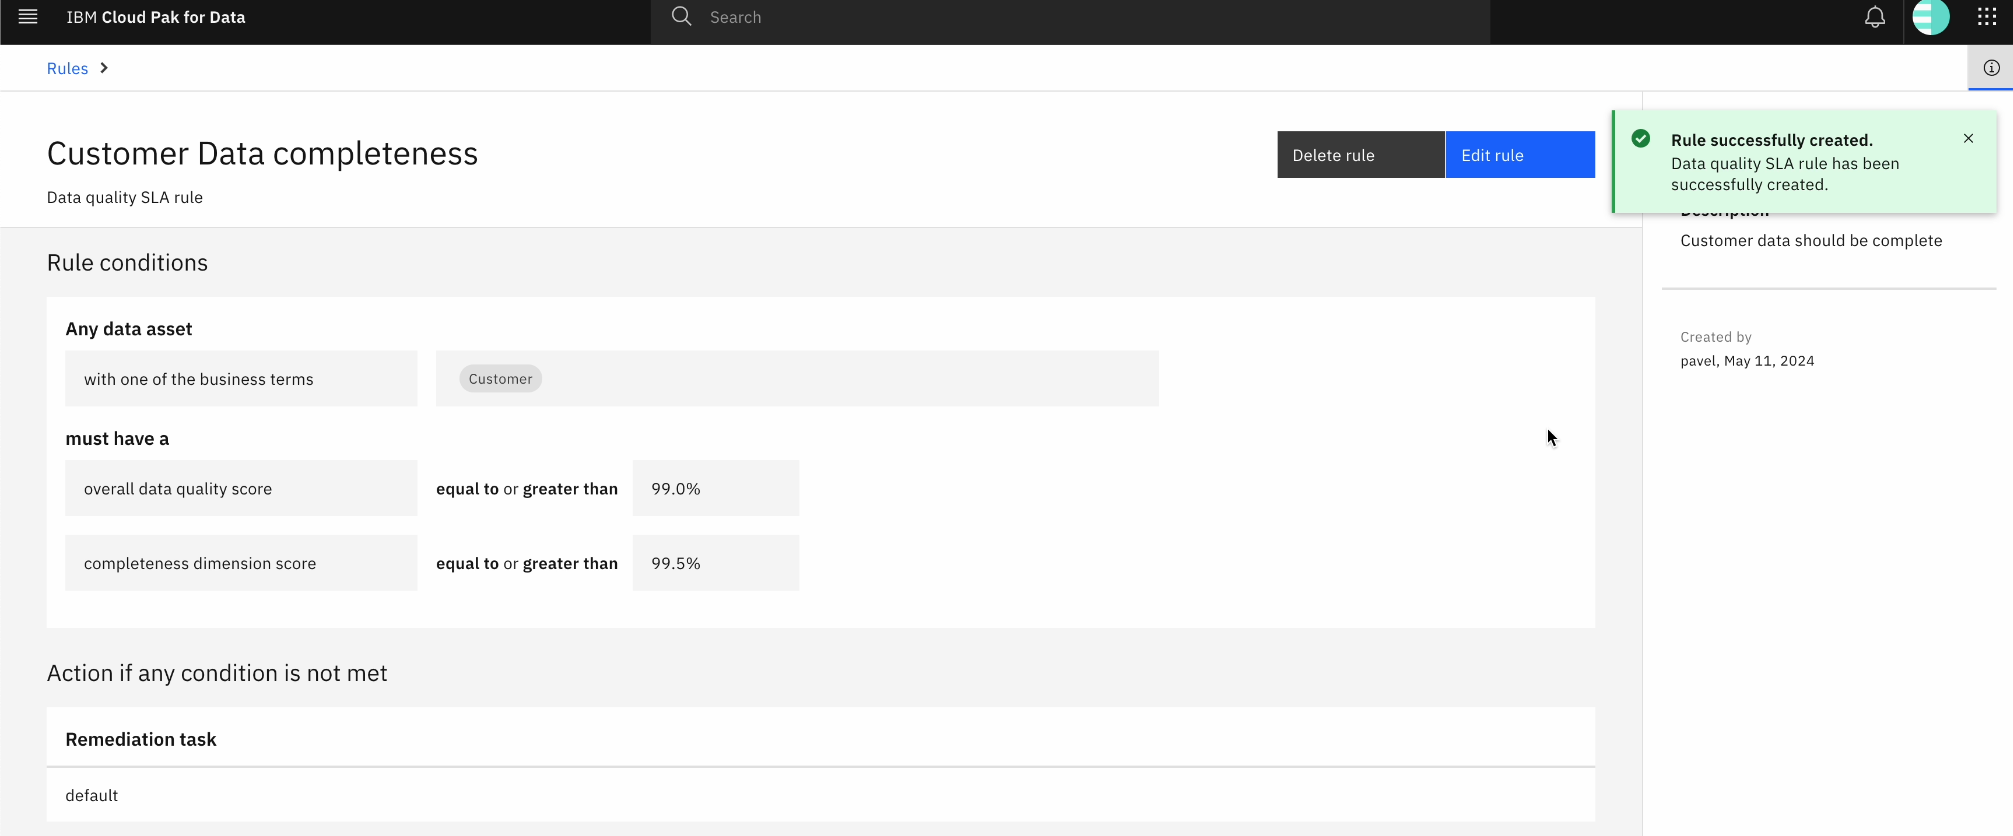 IBM Cloud Pak for Data
Search
Rules
Customer Data completeness
Data quality SLA rule
Delete rule
Edit rule
Rule successfully created.
Data quality SLA rule has been
successfully created.
Description
Customer data should be complete
Created by
pavel, May 11, 2024
Rule conditions
Any data asset
with one of the business terms
Customer
must have a
overall data quality score
equal to or greater than
99.0%
completeness dimension score
equal to or greater than
99.5%
Action if any condition is not met
Remediation task
default